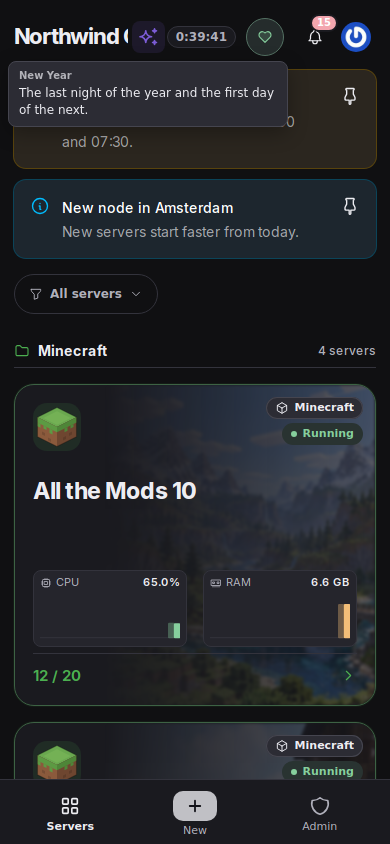 Northwind
0:39:41
15
New Year
The last night of the year and the first day
of the next.
and 07:30.
New node in Amsterdam
New servers start faster from today.
All servers
Minecraft
4 servers
Minecraft
Running
All the Mods 10
CPU
65.0%
RAM
6.6 GB
12 / 20
Minecraft
Running
Servers
New
Admin